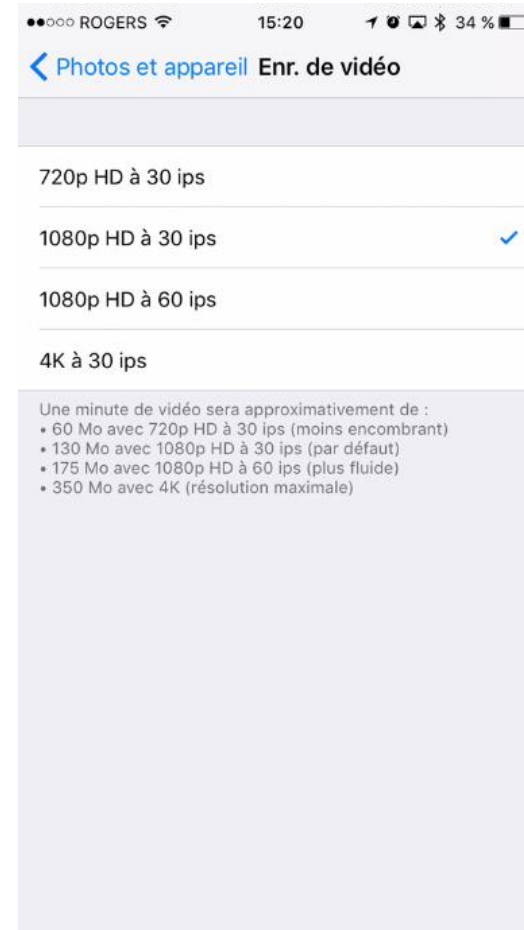 ROGERS 15:20 34 %
Photos et appareil Enr. de vidéo
720p HD à 30 ips
1080p HD à 30 ips
1080p HD à 60 ips
4K à 30 ips
Une minute de vidéo sera approximativement de :
• 60 Mo avec 720p HD à 30 ips (moins encombrant)
• 130 Mo avec 1080p HD à 30 ips (par défaut)
• 175 Mo avec 1080p HD à 60 ips (plus fluide)
• 350 Mo avec 4K (résolution maximale)